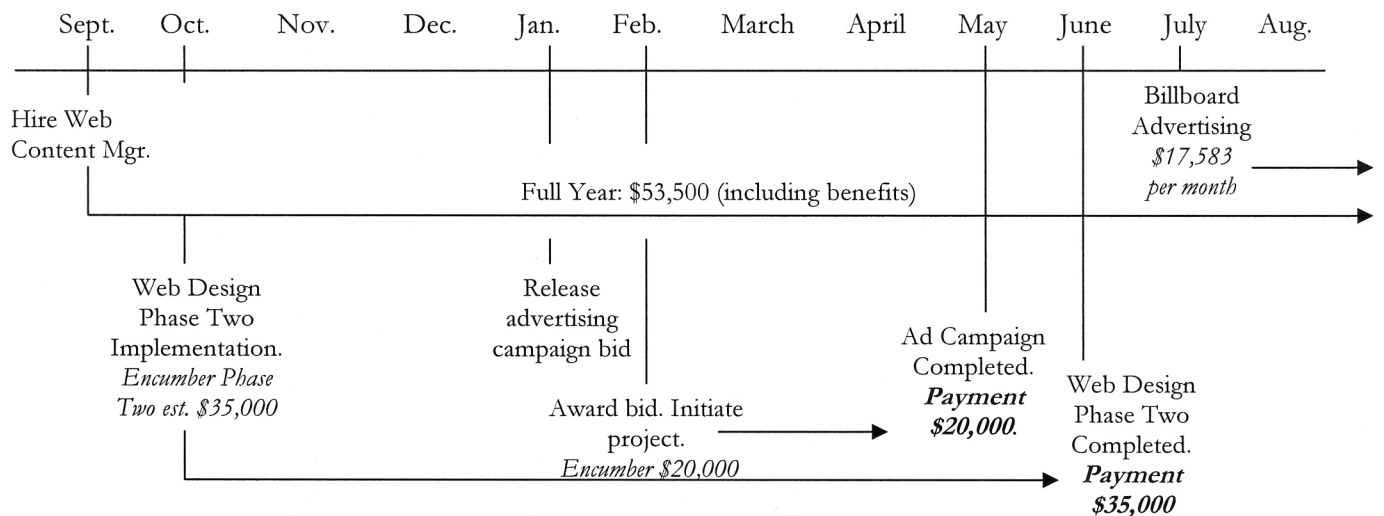 Sept. Oct. Nov. Dec. Jan. Feb. March April May June July Aug.
Hire Web
Content Mgr.
Billboard
Advertising
$17,583
per month
Full Year: $53,500 (including benefits)
Web Design
Phase Two
Implementation.
Encumber Phase
Two est. $35,000
Release
advertising
campaign bid
Award bid. Initiate
project.
Encumber $20,000
Ad Campaign
Completed.
Payment
$20,000.
Web Design
Phase Two
Completed.
Payment
$35,000